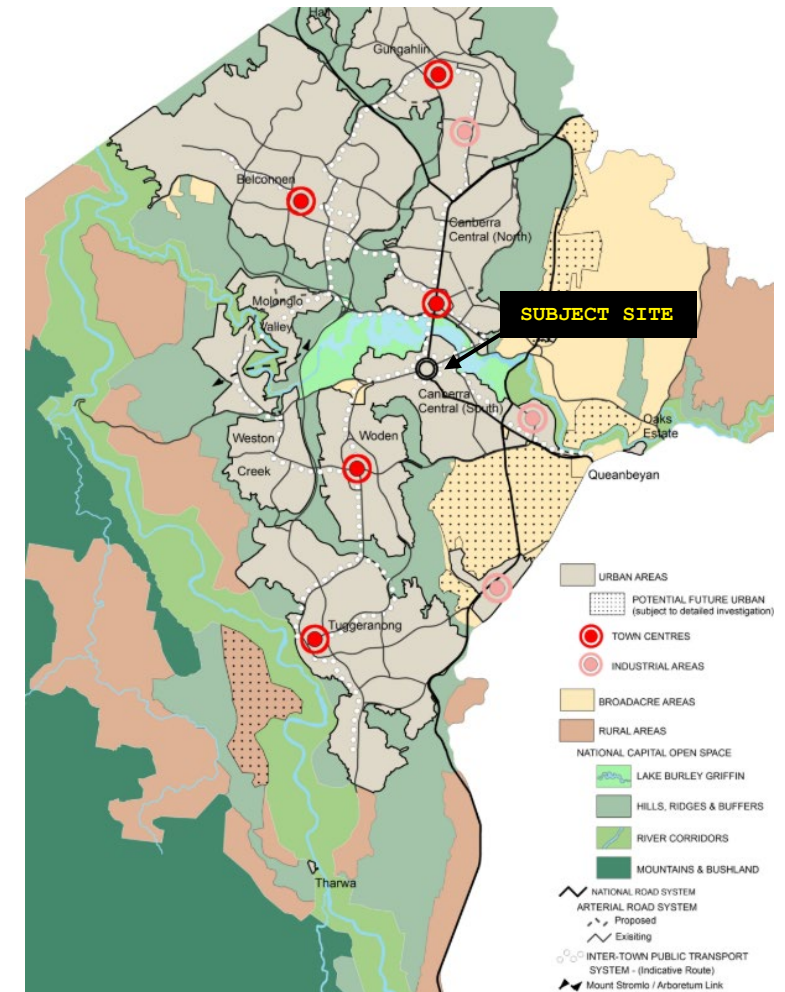 Hall
Gungahlin
Belconnen
Canberra
Central (North)
Molonglo
Valley
SUBJECT SITE
Canberra
Central (South)
Oaks
Estate
Weston
Creek
Woden
Queanbeyan
URBAN AREAS
POTENTIAL FUTURE URBAN
(subject to detailed investigation)
Tuggeranong
TOWN CENTRES
INDUSTRIAL AREAS
BROADACRE AREAS
RURAL AREAS
NATIONAL CAPITAL OPEN SPACE
LAKE BURLEY GRIFFIN
HILLS, RIDGES & BUFFERS
RIVER CORRIDORS
MOUNTAINS & BUSHLAND
Tharwa
NATIONAL ROAD SYSTEM
ARTERIAL ROAD SYSTEM
Proposed
Exisiting
INTER-TOWN PUBLIC TRANSPORT
SYSTEM - (Indicative Route)
Mount Stromlo / Arboretum Link